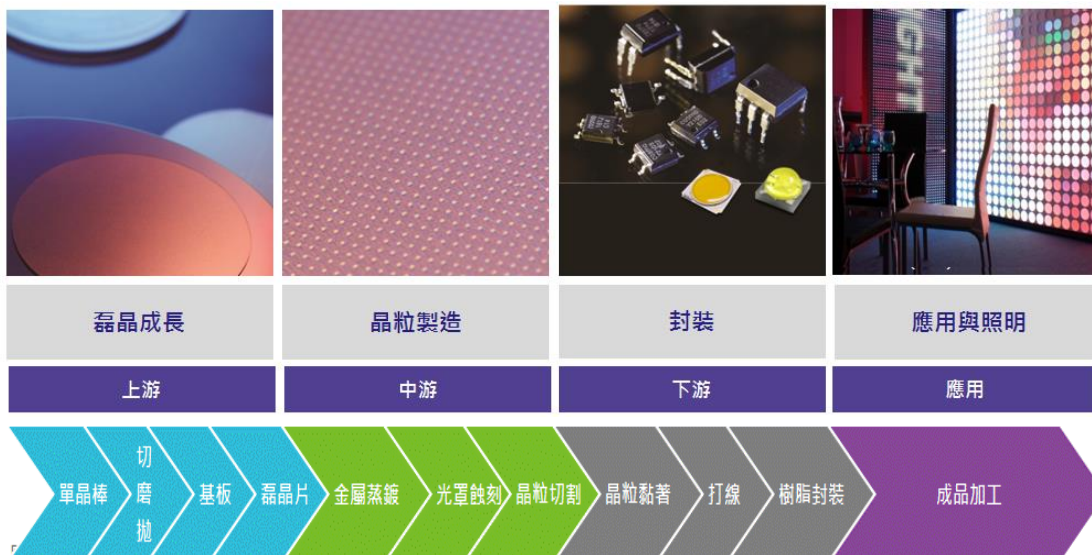 GHT
磊晶成長
晶粒製造
封裝
應用與照明
上游
中游
下游
應用
單晶棒
切
磨
拋
基板
磊晶片
金屬蒸鍍
光罩蝕刻
晶粒切割
晶粒黏著
打線
樹脂封裝
成品加工